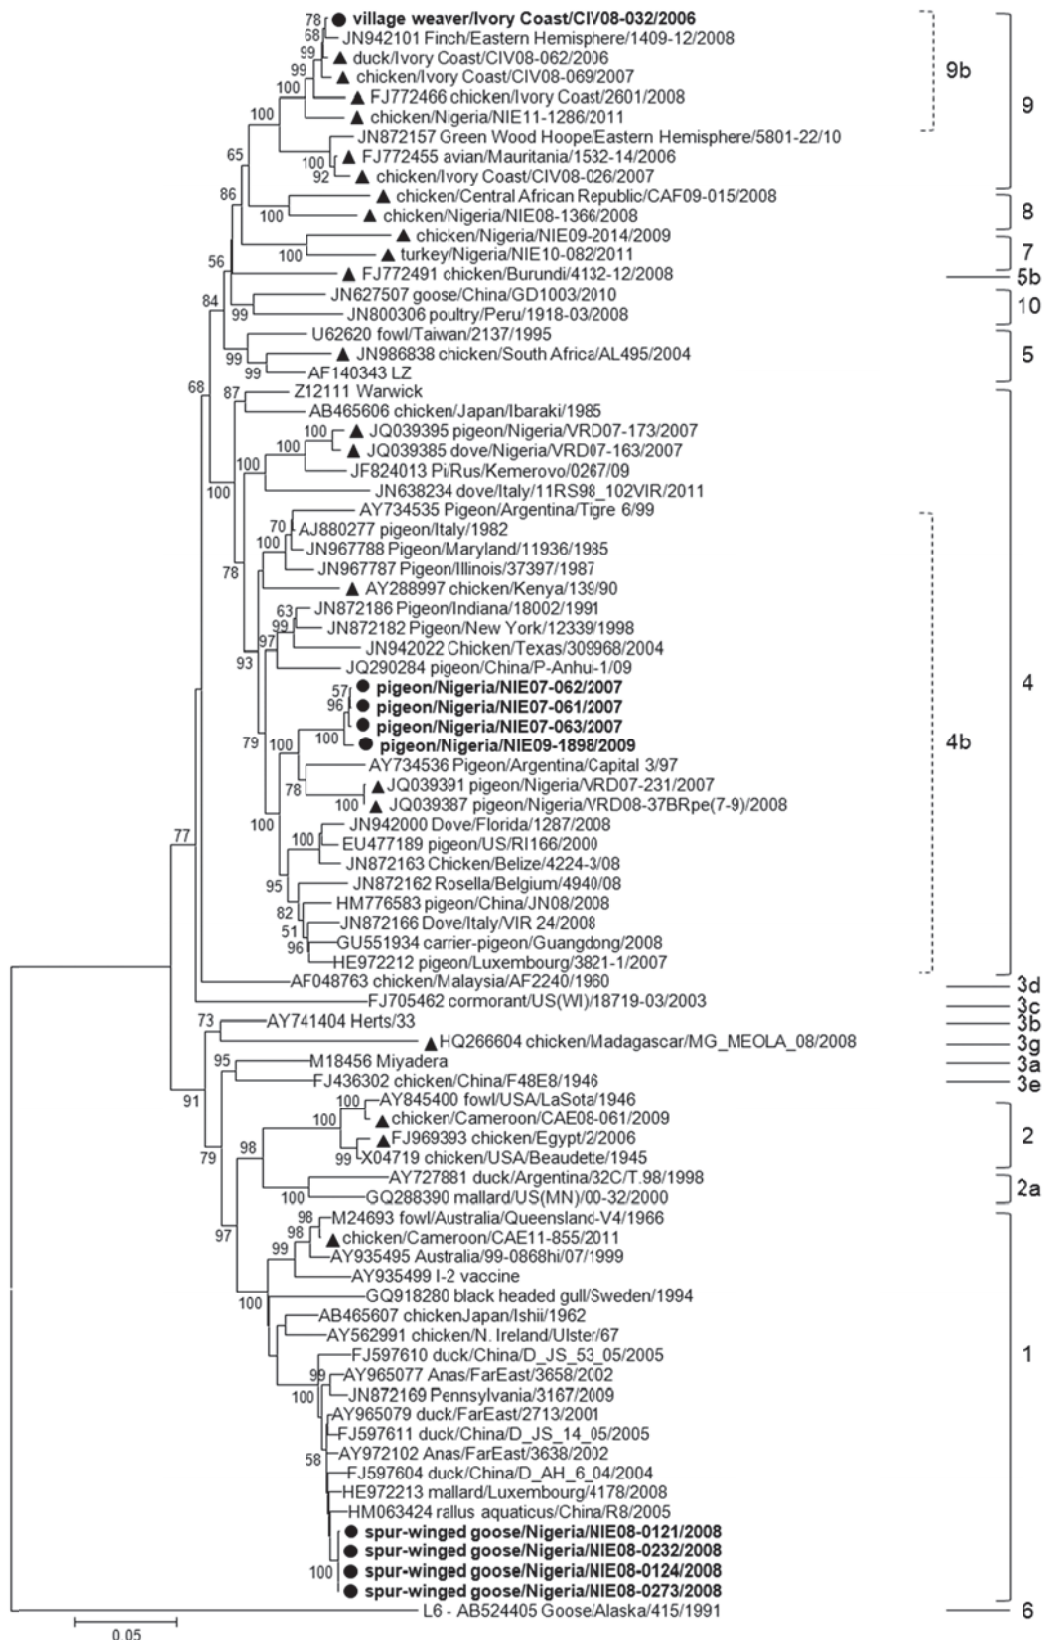 village weaver/Ivory Coast/CIV08-032/2006
JN942101 Finch/Eastern Hemisphere/1409-12/2008
duck/Ivory Coast/CIV08-062/2006
chicken/Ivory Coast/CIV08-069/2007
FJ772466 chicken/Ivory Coast/2601/2008
chicken/Nigeria/NIE11-1286/2011
JN872157 Green Wood Hoope/Eastern Hemisphere/5801-22/10
FJ772455 avian/Mauritania/1532-14/2006
chicken/Ivory Coast/CIV08-026/2007
chicken/Central African Republic/CAF09-015/2008
chicken/Nigeria/NIE08-1366/2008
chicken/Nigeria/NIE09-2014/2009
turkey/Nigeria/NIE10-082/2011
FJ772491 chicken/Burundi/4132-12/2008
JN627507 goose/China/GD1003/2010
JN800306 poultry/Peru/1918-03/2008
U62620 fowl/Taiwan/2137/1995
JN986838 chicken/South Africa/AL495/2004
AF140343 LZ
Z12111 Warwick
AB465606 chicken/Japan/Ibaraki/1985
JQ039395 pigeon/Nigeria/VRD07-173/2007
JQ039385 dove/Nigeria/VRD07-163/2007
JF824013 Pi/Rus/Kemerovo/0267/09
JN638234 dove/Italy/11RS98_102VIR/2011
AY734535 Pigeon/Argentina/Tigre 6/99
AJ880277 pigeon/Italy/1982
JN967788 Pigeon/Maryland/11936/1985
JN967787 Pigeon/Illinois/37397/1987
AY288997 chicken/Kenya/139/90
JN872186 Pigeon/Indiana/18002/1991
JN872182 Pigeon/New York/12339/1998
JN942022 Chicken/Texas/309968/2004
JQ290284 pigeon/China/P-Anhu-1/09
pigeon/Nigeria/NIE07-062/2007
pigeon/Nigeria/NIE07-061/2007
pigeon/Nigeria/NIE07-063/2007
pigeon/Nigeria/NIE09-1898/2009
AY734536 Pigeon/Argentina/Capital 3/97
JQ039391 pigeon/Nigeria/VRD07-231/2007
JQ039387 pigeon/Nigeria/VRD08-37BRpe(7-9)/2008
JN942000 Dove/Florida/1287/2008
EU477189 pigeon/US/RI166/2000
JN872163 Chicken/Belize/4224-3/08
JN872162 Rosella/Belgium/4940/08
HM776583 pigeon/China/JN08/2008
JN872166 Dove/Italy/VIR 24/2008
GU551934 carrier-pigeon/Guangdong/2008
HE972212 pigeon/Luxembourg/3821-1/2007
AF048763 chicken/Malaysia/AF2240/1960
FJ705462 cormorant/US(WI)/18719-03/2003
AY741404 Herts/33
HQ266604 chicken/Madagascar/MG_MEOLA_08/2008
M18456 Miyadera
FJ436302 chicken/China/F48E8/1946
AY845400 fowl/USA/LaSota/1946
chicken/Cameroon/CAE08-061/2009
FJ969393 chicken/Egypt/2/2006
X04719 chicken/USA/Beaudette/1945
AY727881 duck/Argentina/32C/T.98/1998
GQ288390 mallard/US(MN)/00-32/2000
M24693 fowl/Australia/Queensland-V4/1966
chicken/Cameroon/CAE11-855/2011
AY935495 Australia/99-0868hi/07/1999
AY935499 I-2 vaccine
GQ918280 black headed gull/Sweden/1994
AB465607 chickenJapan/Ishii/1962
AY562991 chicken/N. Ireland/Ulster/67
FJ597610 duck/China/D_JS_53_05/2005
AY965077 Anas/FarEast/3658/2002
JN872169 Pennsylvania/3167/2009
AY965079 duck/FarEast/2713/2001
FJ597611 duck/China/D_JS_14_05/2005
AY972102 Anas/FarEast/3638/2002
FJ597604 duck/China/D_AH_6_04/2004
HE972213 mallard/Luxembourg/4178/2008
HM063424 rallus aquaticus/China/R8/2005
spur-winged goose/Nigeria/NIE08-0121/2008
spur-winged goose/Nigeria/NIE08-0232/2008
spur-winged goose/Nigeria/NIE08-0124/2008
spur-winged goose/Nigeria/NIE08-0273/2008
L6 - AB524405 Goose/Alaska/415/1991
0.05
78
68
99
99
100
100
100
92
65
86
100
100
56
84
99
99
99
68
87
100
100
100
100
70
100
78
63
99
97
93
57
96
100
100
79
78
100
100
100
95
82
51
96
77
73
95
91
79
100
100
99
98
100
97
98
98
99
100
99
100
58
100
9b
9
8
7
5b
10
5
4
4b
3d
3c
3b
3g
3a
3e
2
2a
1
6